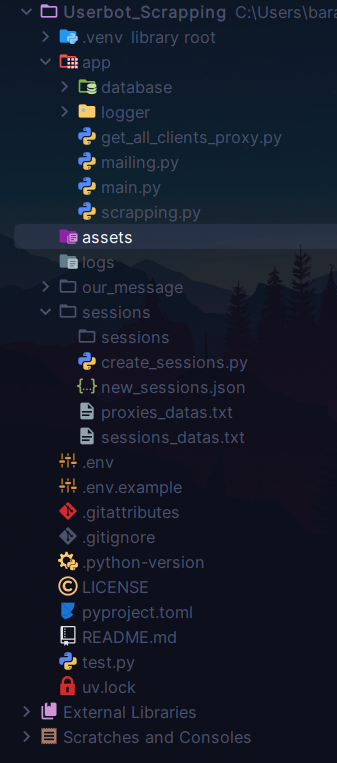 Userbot_Scrapping C:\Users\bara
.venv library root
app
database
logger
get_all_clients_proxy.py
mailing.py
main.py
scrapping.py
assets
logs
our_message
sessions
sessions
create_sessions.py
new_sessions.json
proxies_datas.txt
sessions_datas.txt
.env
.env.example
.gitattributes
.gitignore
.python-version
LICENSE
pyproject.toml
README.md
test.py
uv.lock
External Libraries
Scratches and Consoles